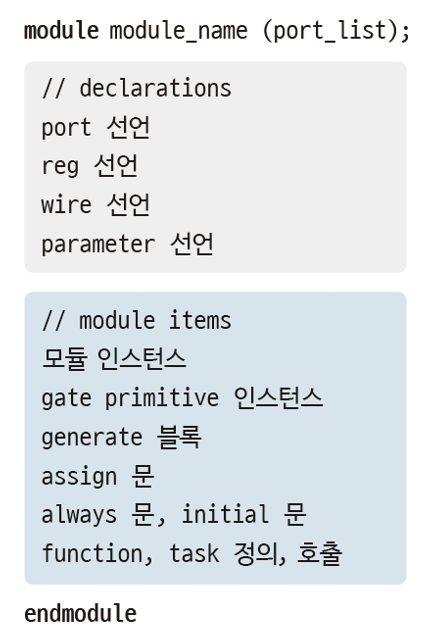 module module_name (port_list);
// declarations
port 선언
reg 선언
wire 선언
parameter 선언
// module items
모듈 인스턴스
gate primitive 인스턴스
generate 블록
assign 문
always 문, initial 문
function, task 정의, 호출
endmodule